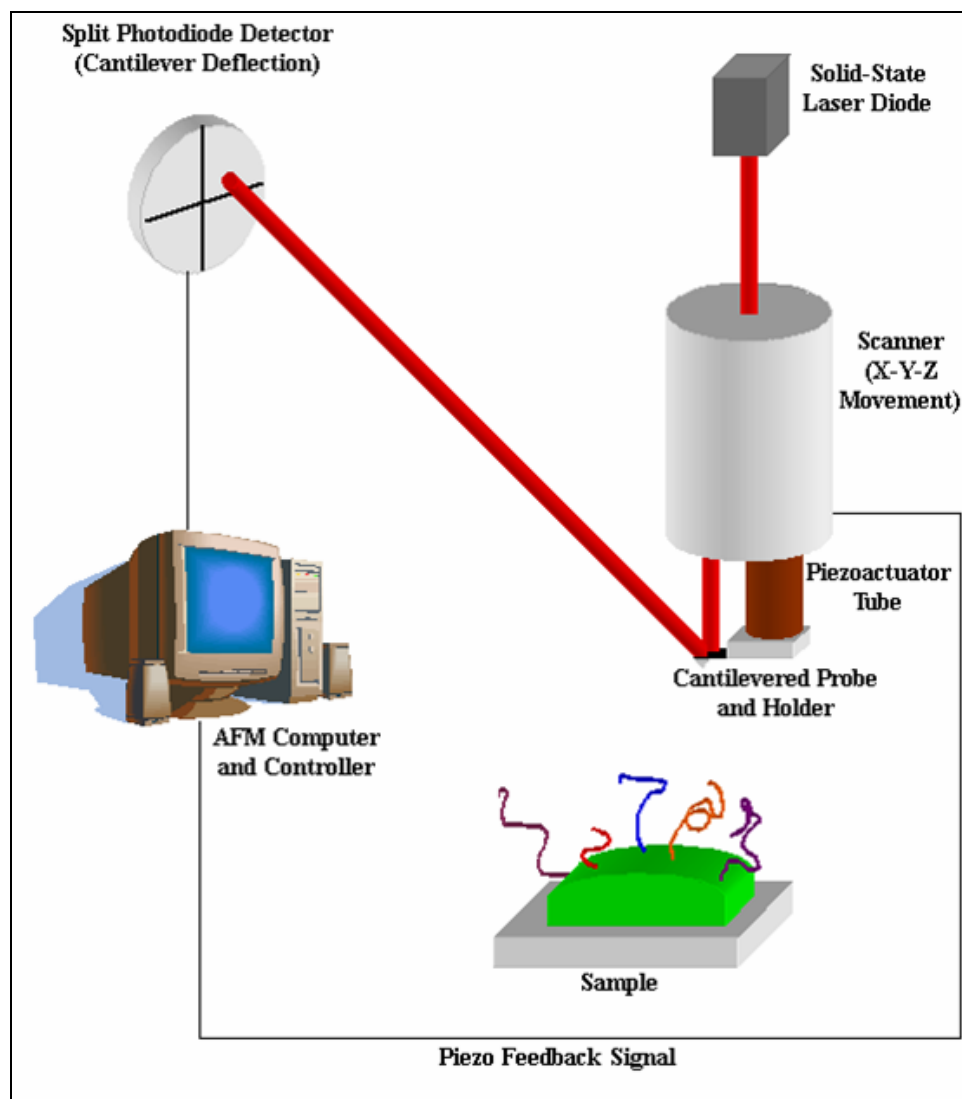 Split Photodiode Detector
(Cantilever Deflection)
Solid-State
Laser Diode
Scanner
(X-Y-Z
Movement)
Piezoactuator
Tube
Cantilevered Probe
and Holder
AFM Computer
and Controller
Sample
Piezo Feedback Signal